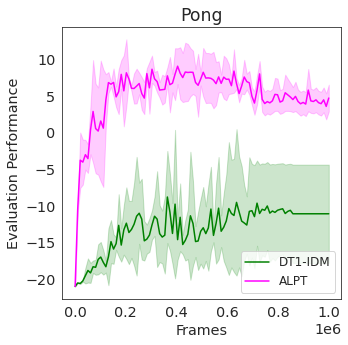 Pong
Evaluation Performance
10
5
0
−5
−10
−15
−20
DT1-IDM
ALPT
0.0 0.2 0.4 0.6 0.8 1.0
Frames
1e6